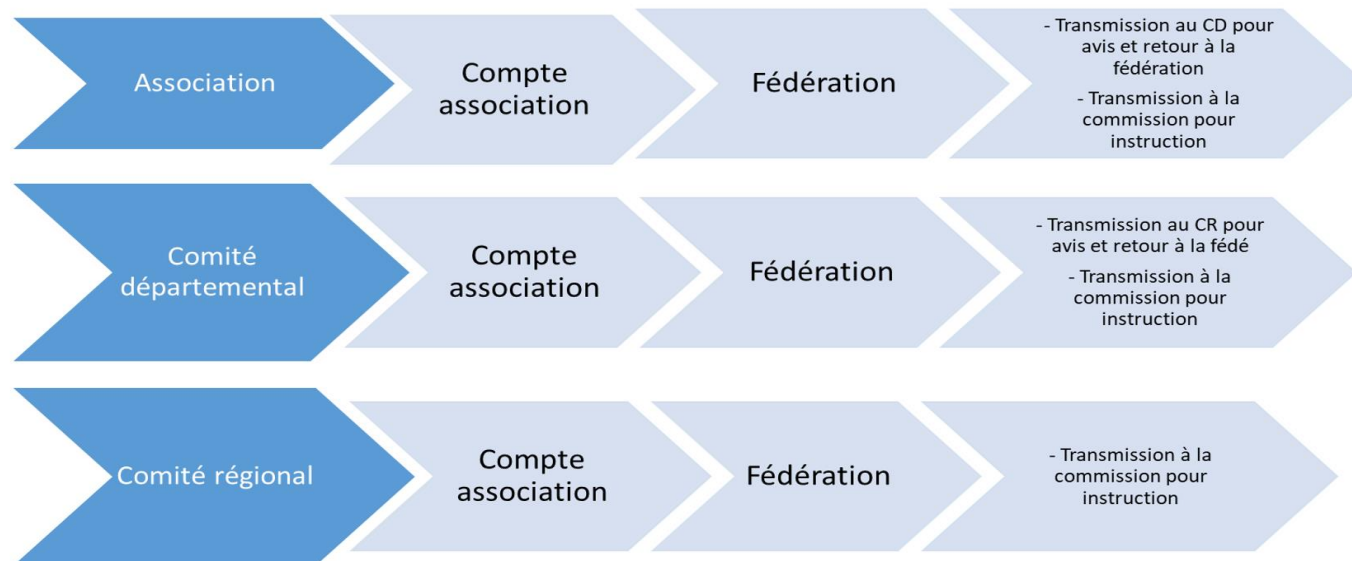 Association
Compte
association
Fédération
- Transmission au CD pour
avis et retour à la
fédération
- Transmission à la
commission pour
instruction
Comité
départemental
Compte
association
Fédération
- Transmission au CR pour
avis et retour à la fédé
- Transmission à la
commission pour
instruction
Comité régional
Compte
association
Fédération
- Transmission à la
commission pour
instruction